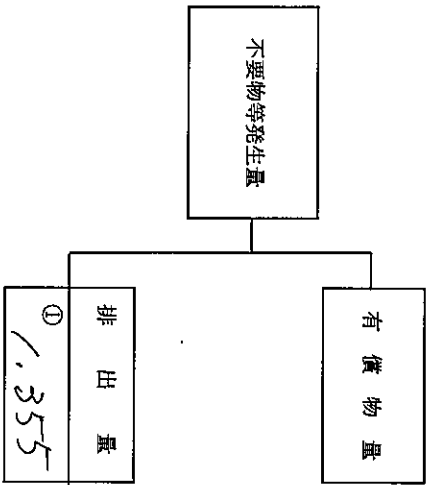 不要物等発生量
有償物量
排出量
①
1.355